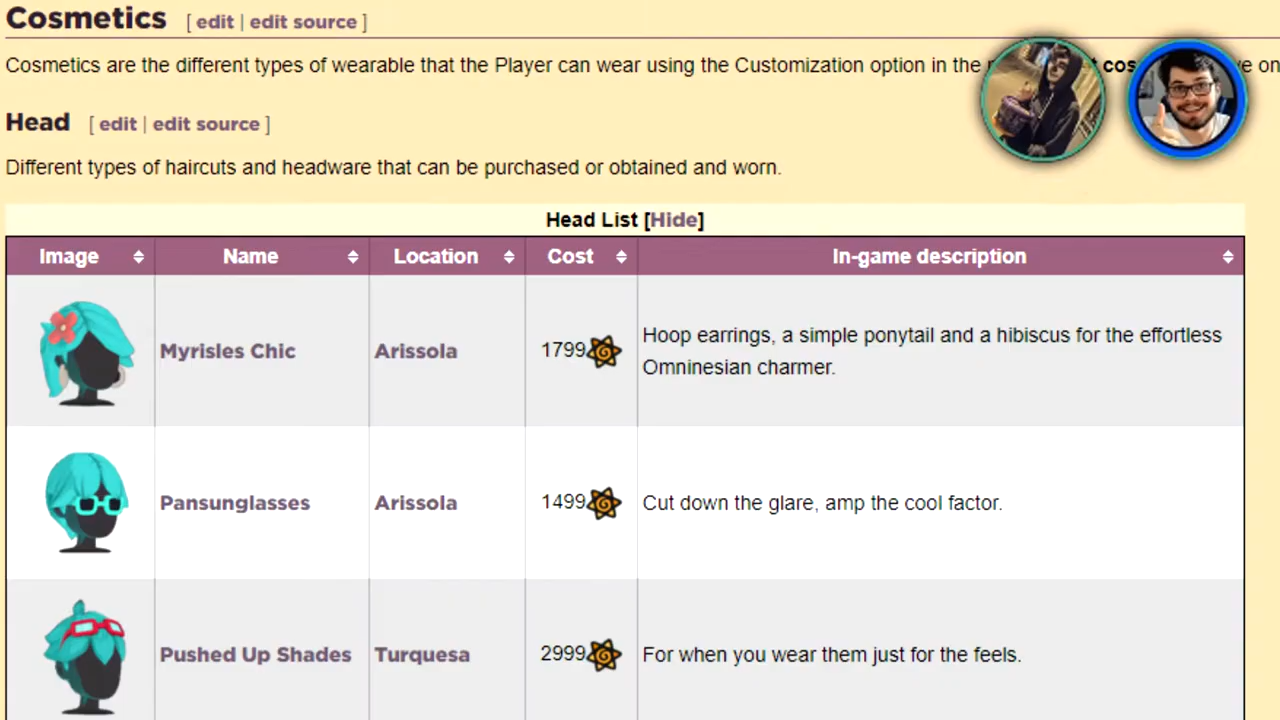 Cosmetics [ edit | edit source ]
Cosmetics are the different types of wearable that the Player can wear using the Customization option in the
Head [ edit | edit source ]
Different types of haircuts and headware that can be purchased or obtained and worn.
Head List [Hide]
Image Name Location Cost In-game description
Myrisles Chic Arissola 1799 Hoop earrings, a simple ponytail and a hibiscus for the effortless
Omninesian charmer.
Pansunglasses Arissola 1499 Cut down the glare, amp the cool factor.
Pushed Up Shades Turquesa 2999 For when you wear them just for the feels.